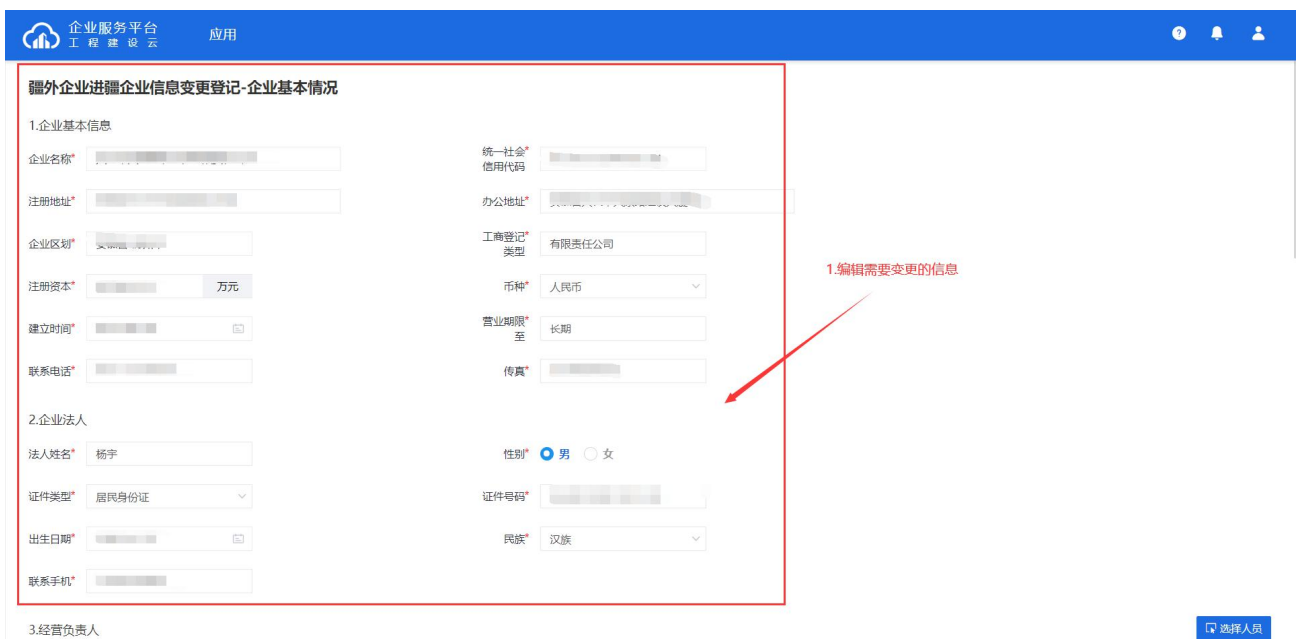 企业服务平台
工程建设云
应用
疆外企业进疆企业信息变更登记-企业基本情况
1.企业基本信息
企业名称*
统一社会*
信用代码
注册地址*
办公地址*
企业区划*
工商登记*
类型
有限责任公司
注册资本*
万元
币种*
人民币
建立时间*
营业期限*
至
长期
联系电话*
传真*
1.编辑需要变更的信息
2.企业法人
法人姓名*
杨宇
性别*
男
女
证件类型*
居民身份证
证件号码*
出生日期*
民族*
汉族
联系手机*
3.经营负责人
选择人员